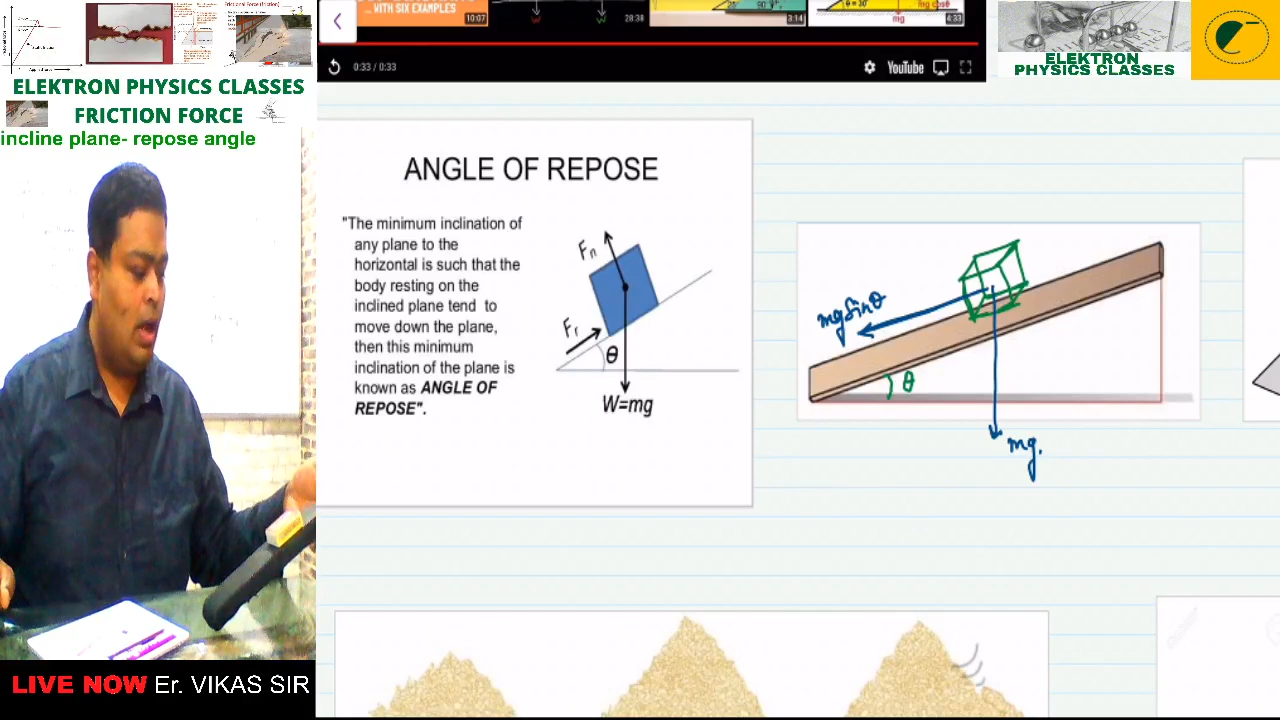 ELEKTRON PHYSICS CLASSES
FRICTION FORCE
incline plane- repose angle
WITH SIX EXAMPLES
10:07
28:38
3:14
θ = 30°
mg
4:33
0:33 / 0:33
YouTube
ELEKTRON
PHYSICS CLASSES
ANGLE OF REPOSE
"The minimum inclination of
any plane to the
horizontal is such that the
body resting on the
inclined plane tend to
move down the plane,
then this minimum
inclination of the plane is
known as ANGLE OF
REPOSE".
Fn
Fr
θ
W=mg
mg sinθ
θ
mg.
LIVE NOW Er. VIKAS SIR